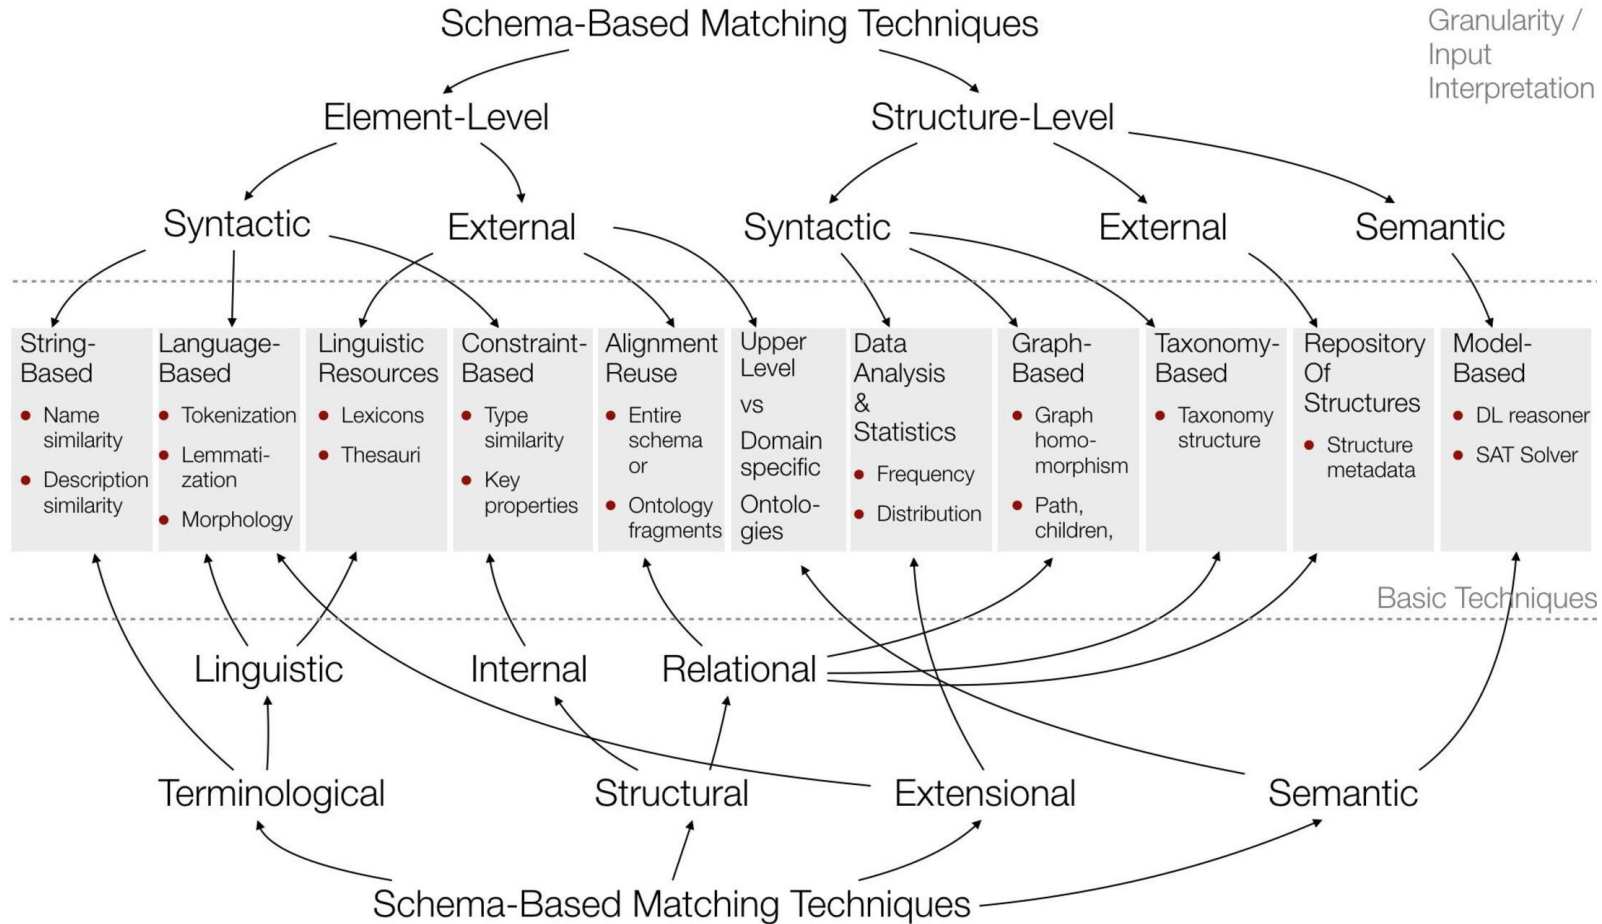 Schema-Based Matching Techniques
Granularity /
Input
Interpretation
Element-Level
Structure-Level
Syntactic
External
Syntactic
External
Semantic
String-
Based
Name
similarity
Description
similarity
Language-
Based
Tokenization
Lemmati-
zation
Morphology
Linguistic
Resources
Lexicons
Thesauri
Constraint-
Based
Type
similarity
Key
properties
Alignment
Reuse
Entire
schema
or
Ontology
fragments
Upper
Level
vs
Domain
specific
Ontolo-
gies
Data
Analysis
&
Statistics
Frequency
Distribution
Graph-
Based
Graph
homo-
morphism
Path,
children,
Taxonomy-
Based
Taxonomy
structure
Repository
Of
Structures
Structure
metadata
Model-
Based
DL reasoner
SAT Solver
Basic Techniques
Linguistic
Internal
Relational
Terminological
Structural
Extensional
Semantic
Schema-Based Matching Techniques